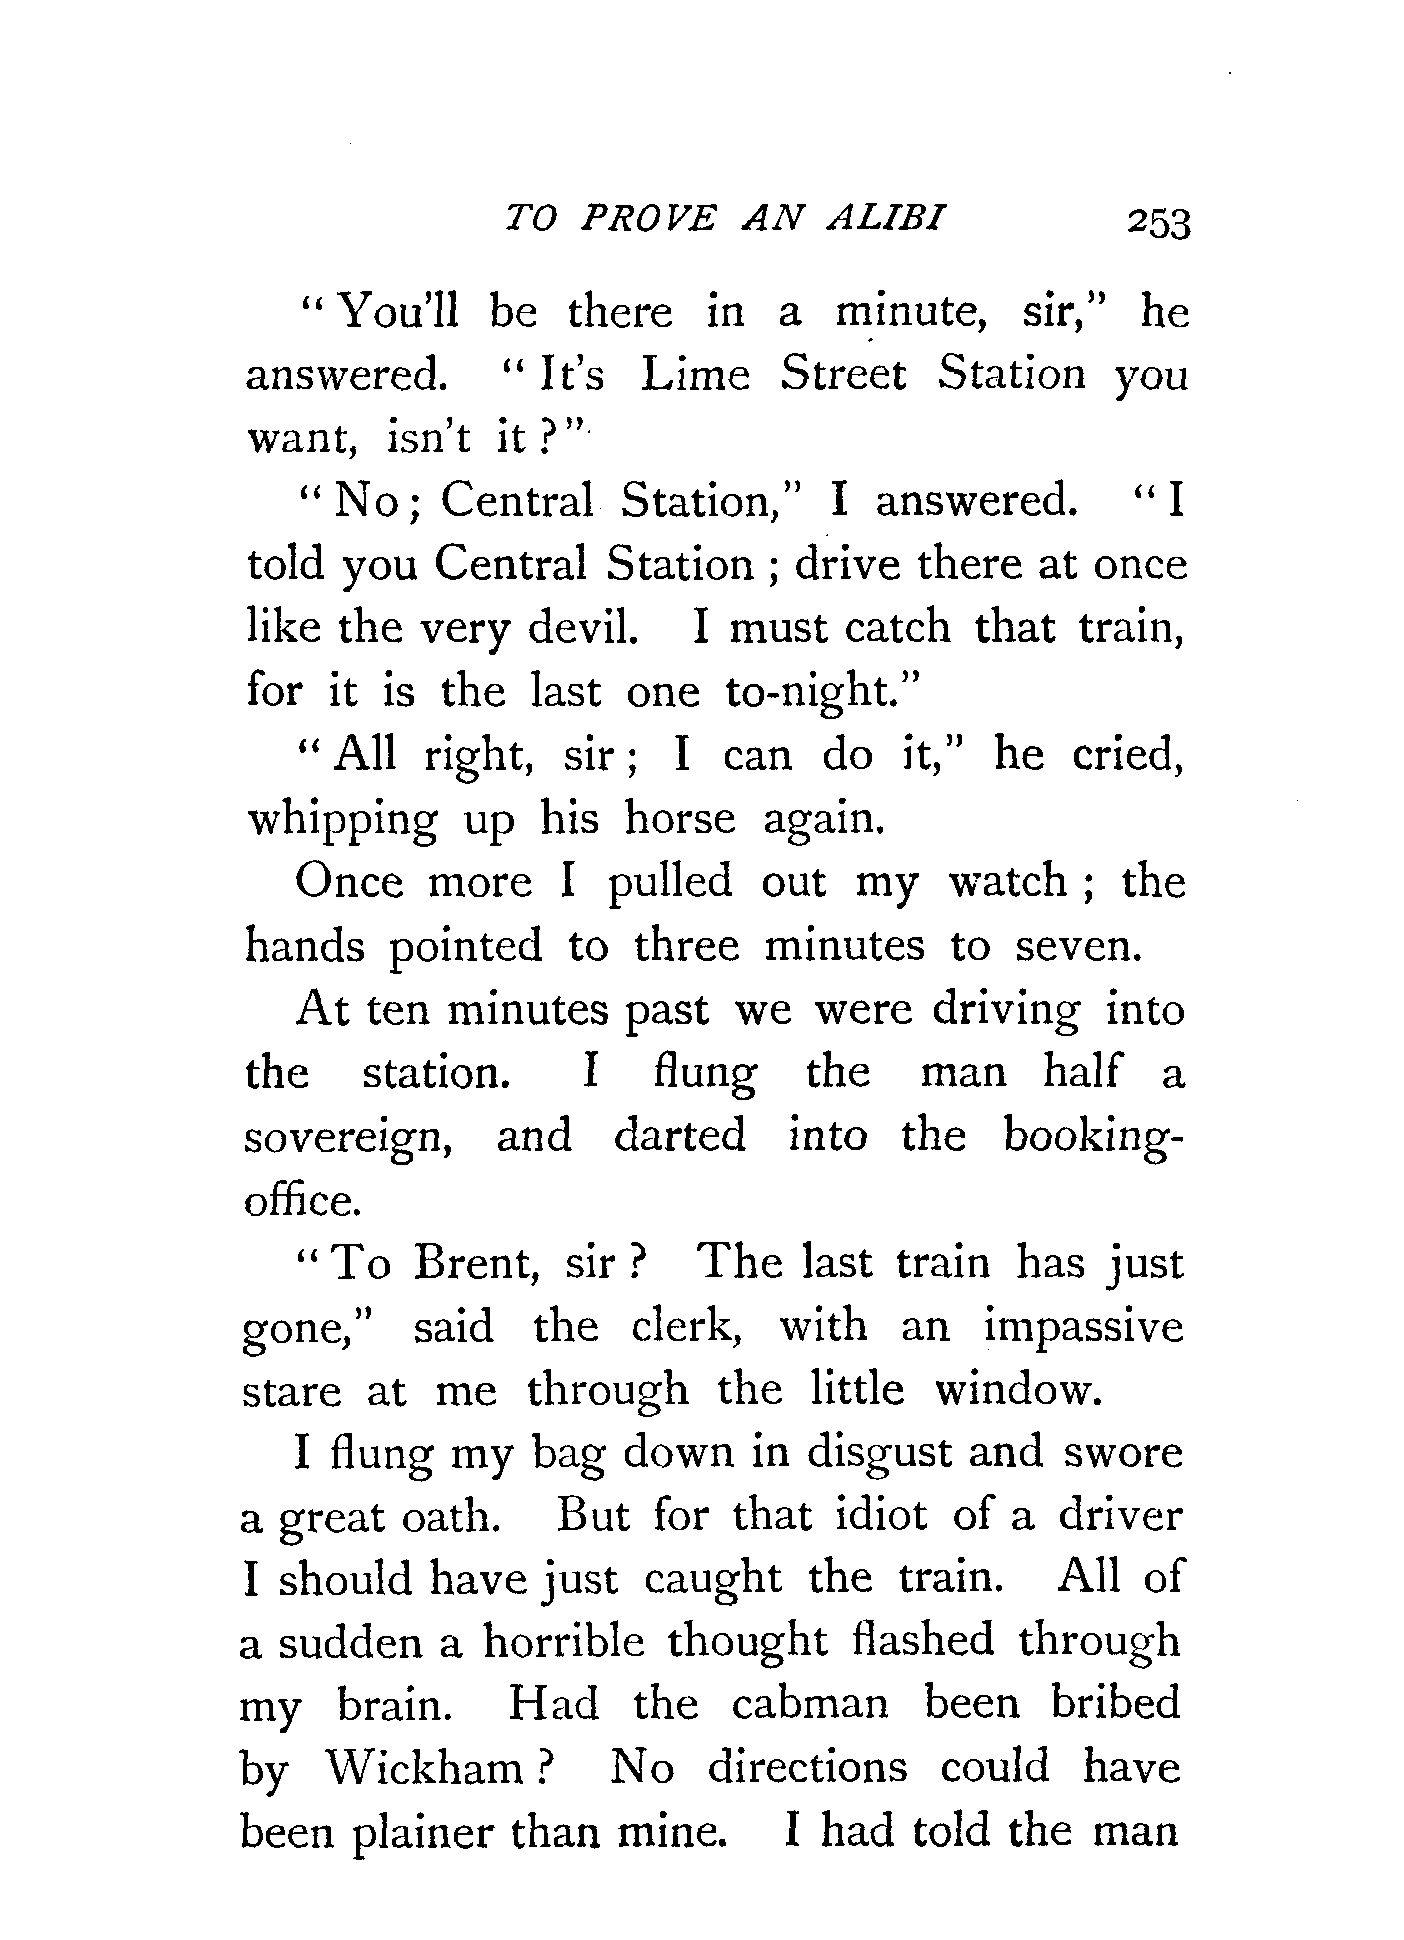 TO PROVE AN ALIBI 253
“ You'll be there in a minute, sir,” he
answered. “ It's Lime Street Station you
want, isn't it ?”
“ No ; Central Station,” I answered. “ I
told you Central Station ; drive there at once
like the very devil. I must catch that train,
for it is the last one to-night.”
“ All right, sir ; I can do it,” he cried,
whipping up his horse again.
Once more I pulled out my watch ; the
hands pointed to three minutes to seven.
At ten minutes past we were driving into
the station. I flung the man half a
sovereign, and darted into the booking-
office.
“ To Brent, sir ? The last train has just
gone,” said the clerk, with an impassive
stare at me through the little window.
I flung my bag down in disgust and swore
a great oath. But for that idiot of a driver
I should have just caught the train. All of
a sudden a horrible thought flashed through
my brain. Had the cabman been bribed
by Wickham ? No directions could have
been plainer than mine. I had told the man